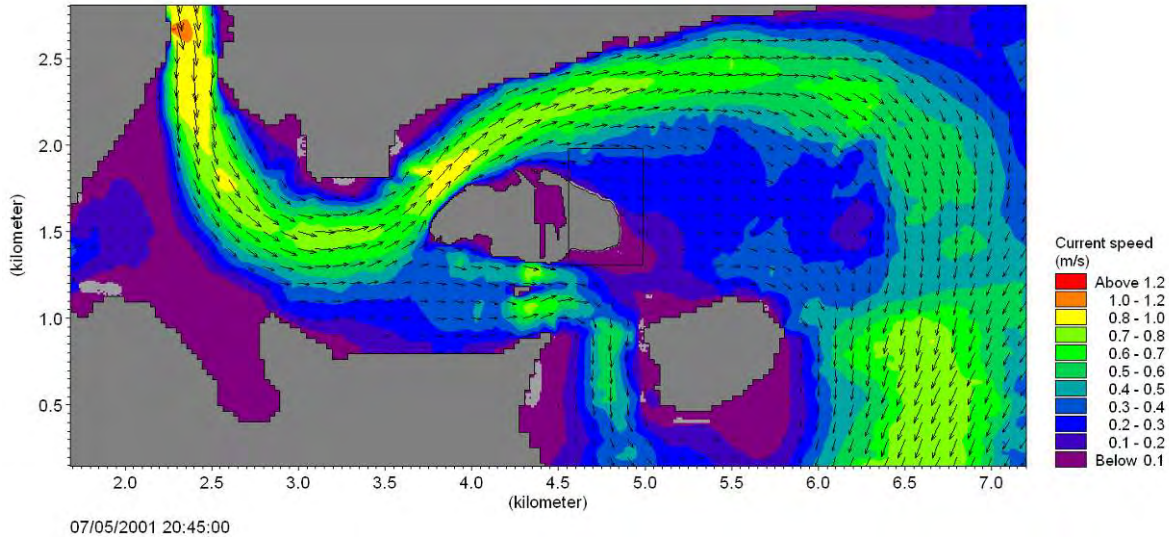 2.5
2.0
1.5
1.0
0.5
(kilometer)
2.0 2.5 3.0 3.5 4.0 4.5 5.0 5.5 6.0 6.5 7.0
(kilometer)
07/05/2001 20:45:00
Current speed
(m/s)
Above 1.2
1.0 - 1.2
0.8 - 1.0
0.7 - 0.8
0.6 - 0.7
0.5 - 0.6
0.4 - 0.5
0.3 - 0.4
0.2 - 0.3
0.1 - 0.2
Below 0.1